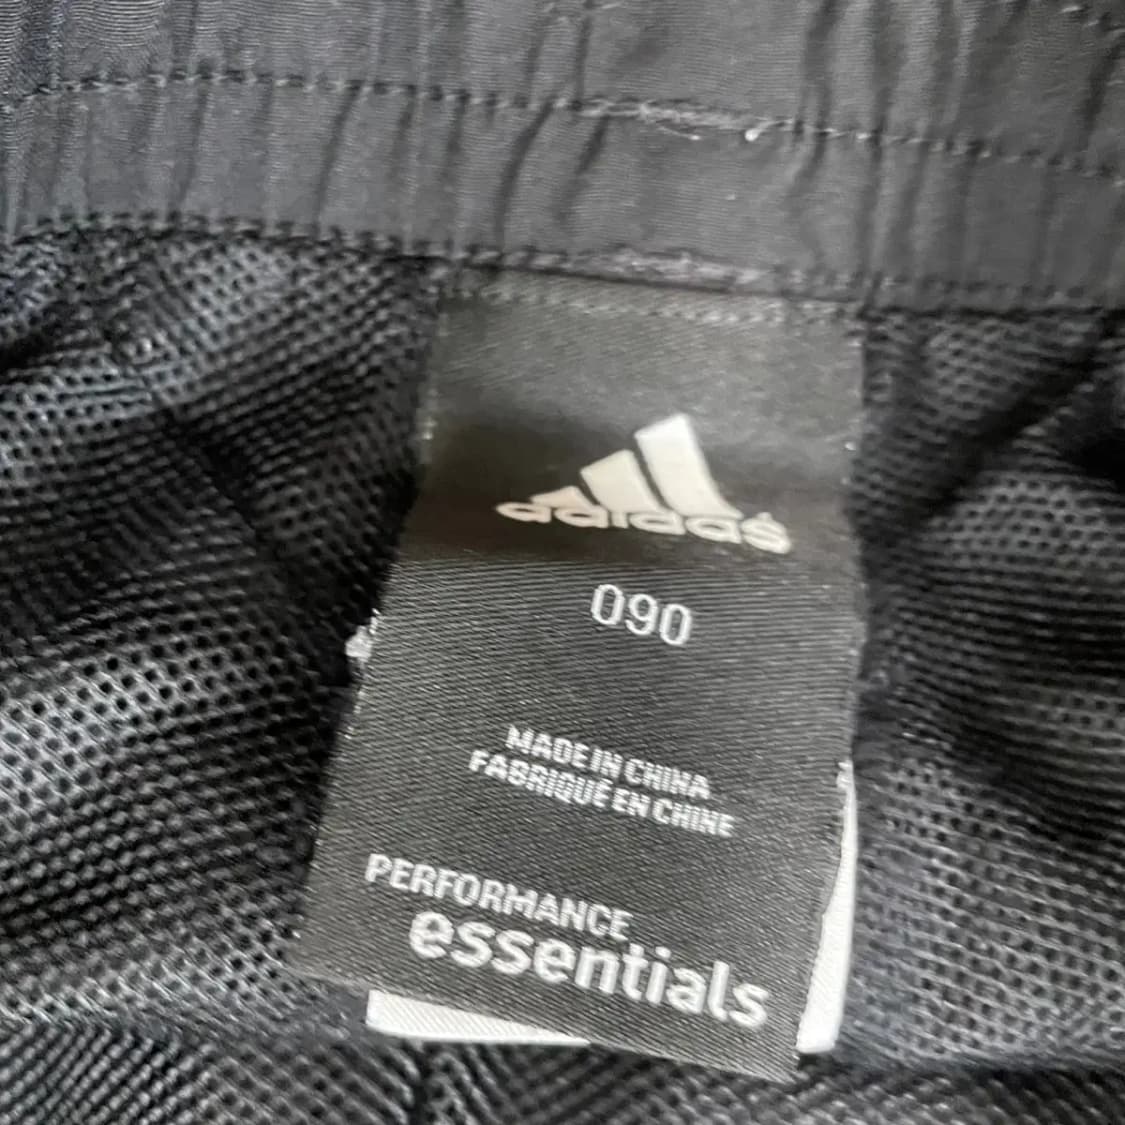 adidas
090
MADE IN CHINA
FABRIQUÉ EN CHINE
PERFORMANCE
essentials